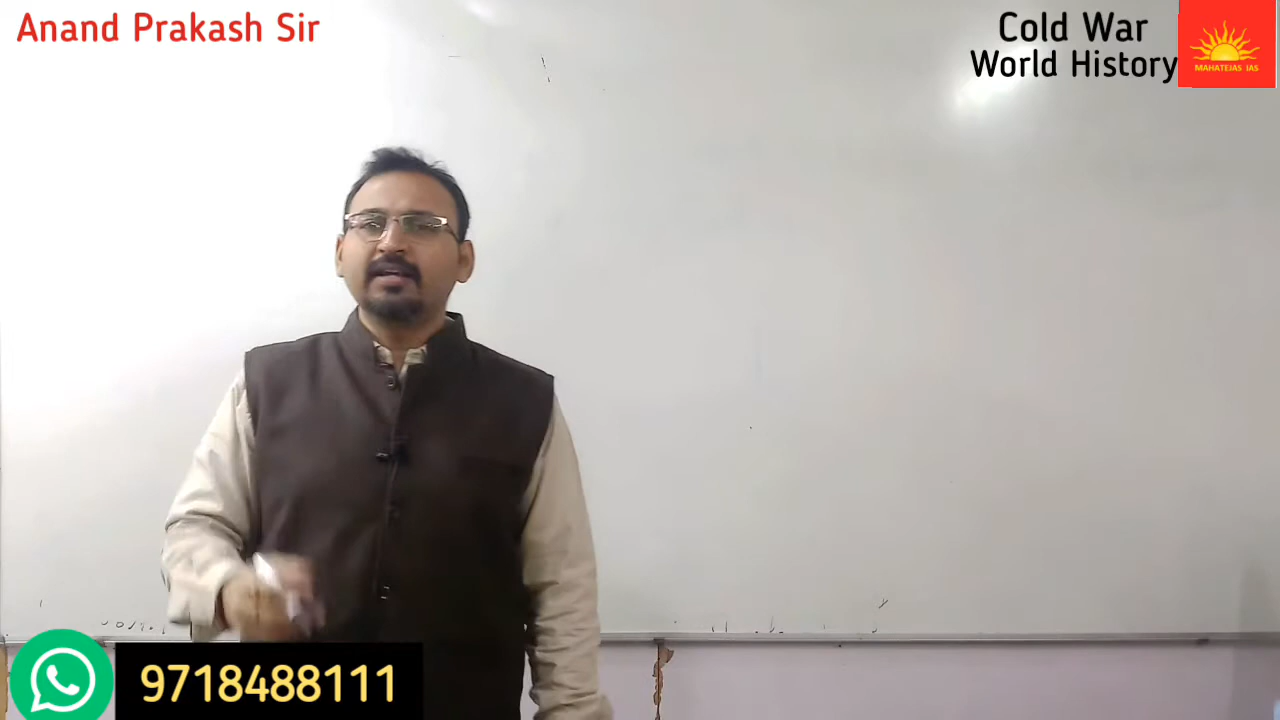 Anand Prakash Sir
Cold War
World History
MAHATEJAS IAS
9718488111